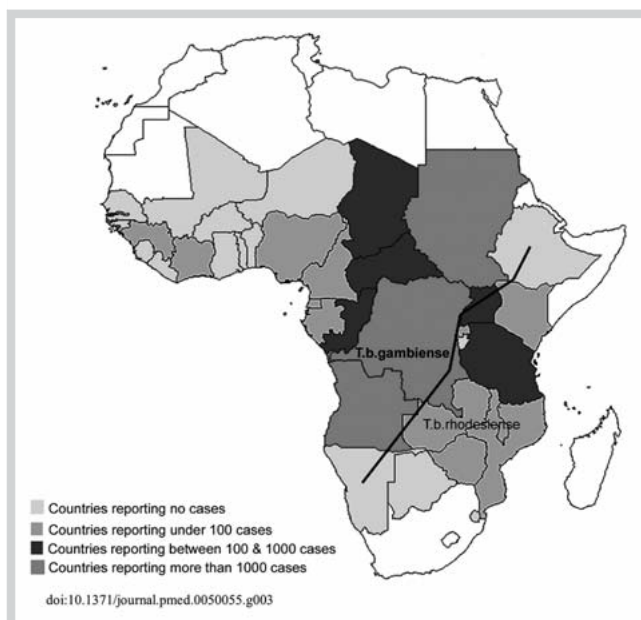 T.b.gambiense
T.b.rhodesiense
Countries reporting no cases
Countries reporting under 100 cases
Countries reporting between 100 & 1000 cases
Countries reporting more than 1000 cases
doi:10.1371/journal.pmed.0050055.g003